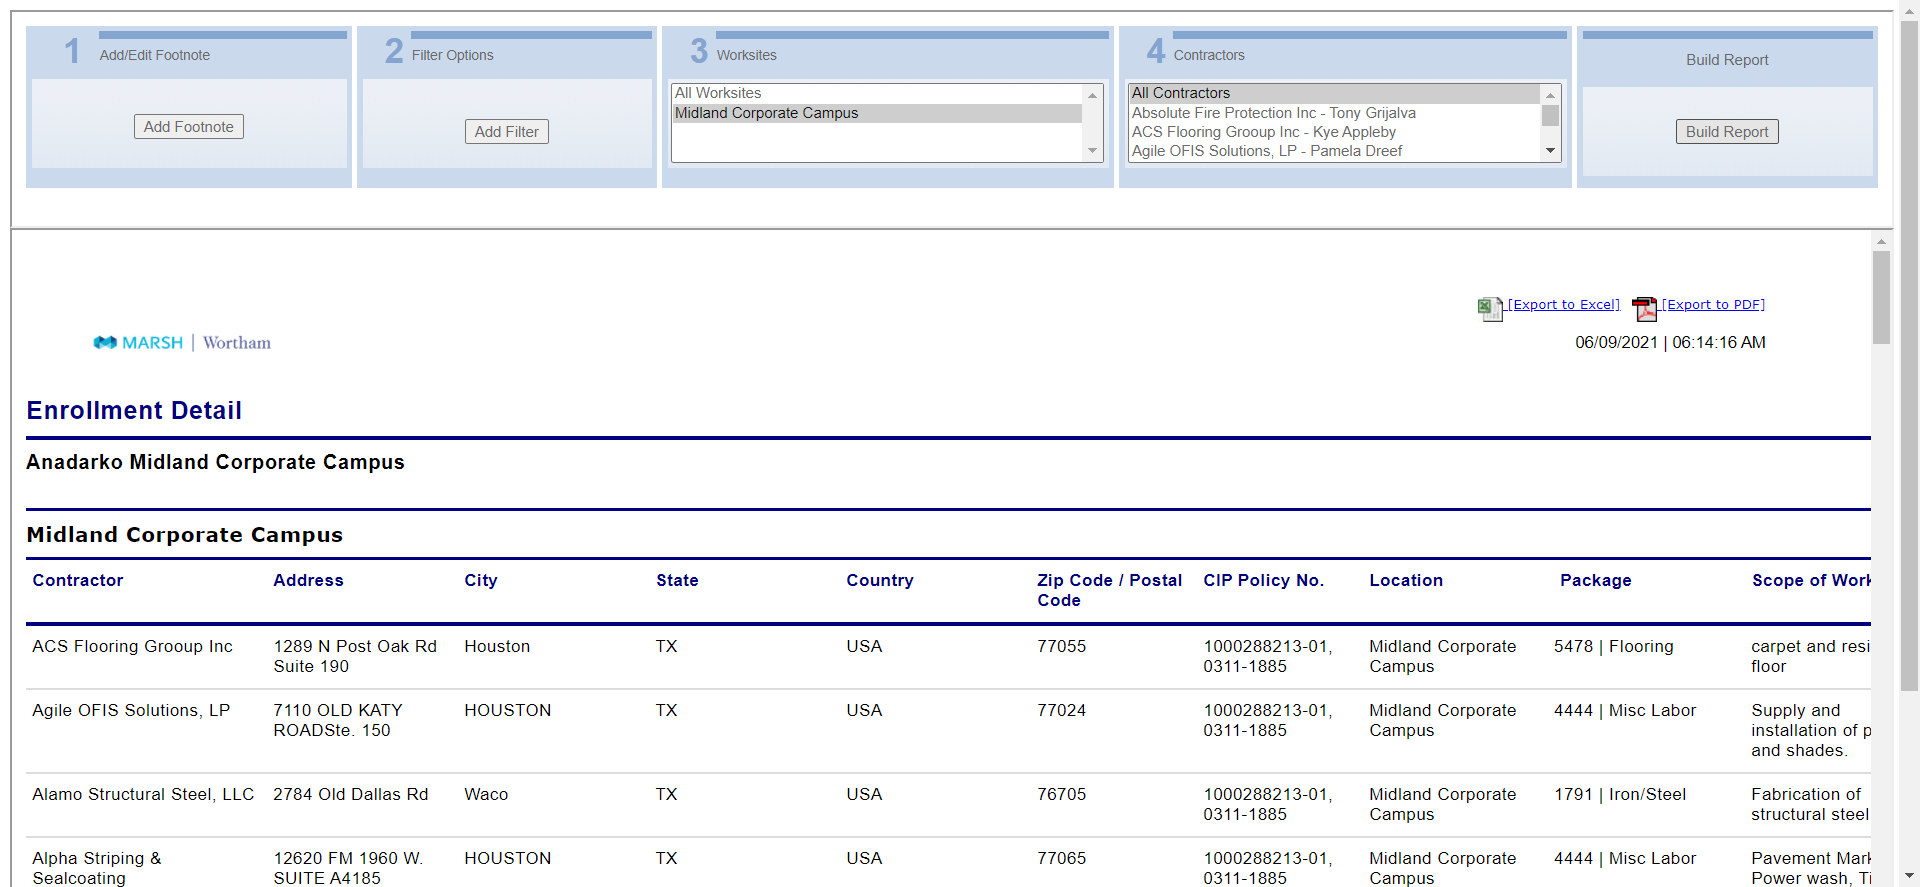 1 Add/Edit Footnote
Add Footnote
2 Filter Options
Add Filter
3 Worksites
All Worksites
Midland Corporate Campus
4 Contractors
All Contractors
Absolute Fire Protection Inc - Tony Grijalva
ACS Flooring Grooup Inc - Kye Appleby
Agile OFIS Solutions, LP - Pamela Dreef
Build Report
Build Report
[Export to Excel] [Export to PDF]
MARSH | Wortham
06/09/2021 | 06:14:16 AM
Enrollment Detail
Anadarko Midland Corporate Campus
Midland Corporate Campus
Contractor Address City State Country Zip Code / Postal CIP Policy No. Location Package Scope of Work
Code
ACS Flooring Grooup Inc 1289 N Post Oak Rd Houston TX USA 77055 1000288213-01, Midland Corporate 5478 | Flooring carpet and resi
Suite 190 0311-1885 Campus floor
Agile OFIS Solutions, LP 7110 OLD KATY HOUSTON TX USA 77024 1000288213-01, Midland Corporate 4444 | Misc Labor Supply and
ROADSte. 150 0311-1885 Campus installation of p
and shades.
Alamo Structural Steel, LLC 2784 Old Dallas Rd Waco TX USA 76705 1000288213-01, Midland Corporate 1791 | Iron/Steel Fabrication of
0311-1885 Campus structural steel
Alpha Striping & 12620 FM 1960 W. HOUSTON TX USA 77065 1000288213-01, Midland Corporate 4444 | Misc Labor Pavement Mark
Sealcoating SUITE A4185 0311-1885 Campus Power wash, Ti